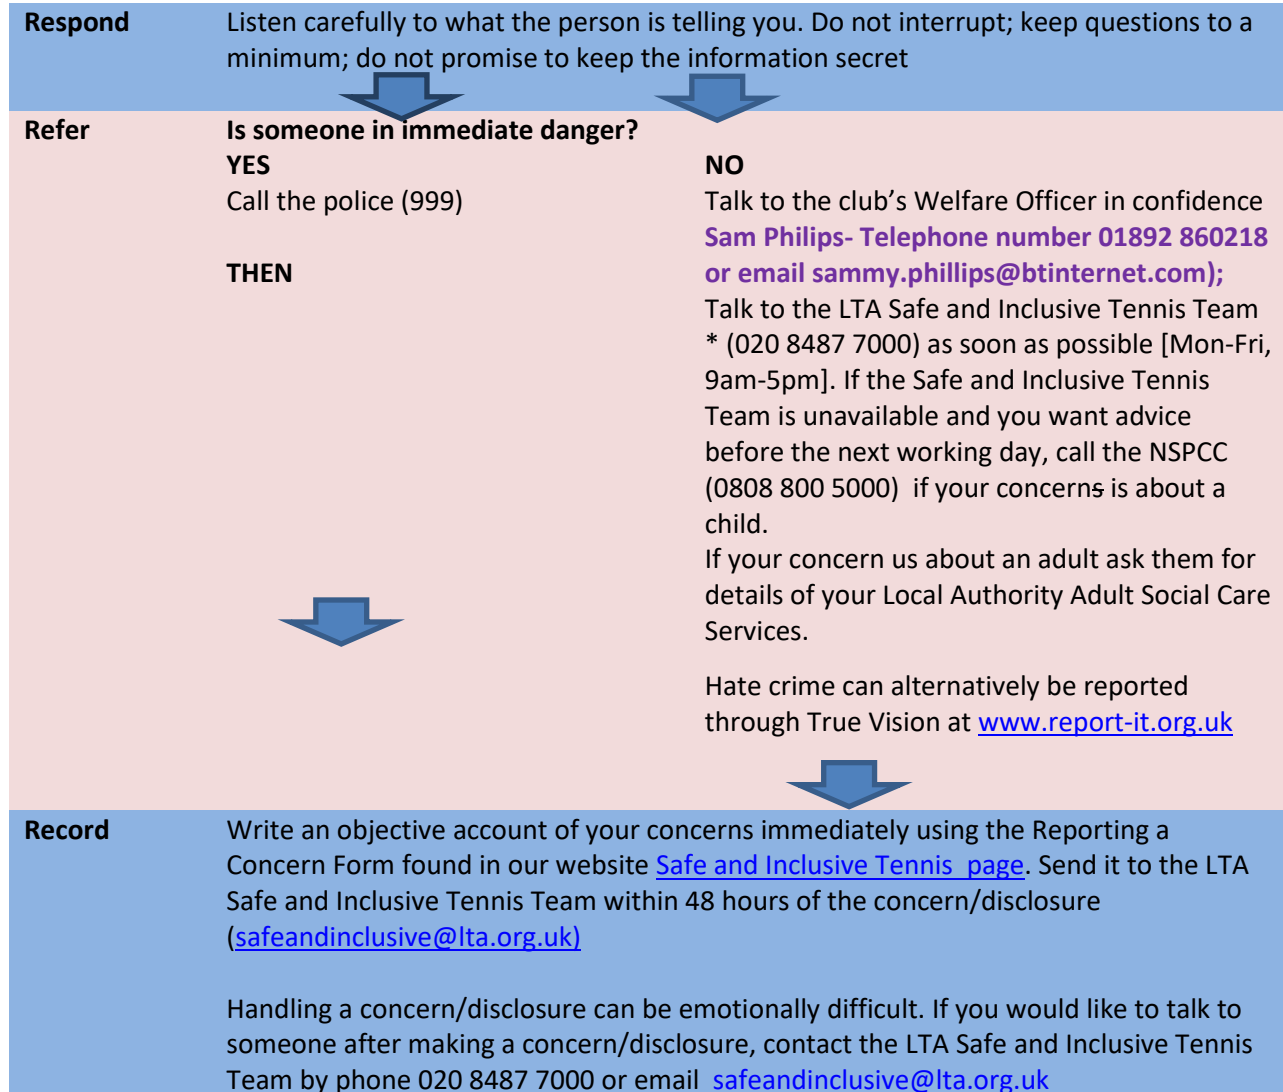 Respond
Listen carefully to what the person is telling you. Do not interrupt; keep questions to a
minimum; do not promise to keep the information secret
Refer
Is someone in immediate danger?
YES
Call the police (999)
THEN
NO
Talk to the club’s Welfare Officer in confidence
Sam Philips- Telephone number 01892 860218
or email sammy.phillips@btinternet.com);
Talk to the LTA Safe and Inclusive Tennis Team
* (020 8487 7000) as soon as possible [Mon-Fri,
9am-5pm]. If the Safe and Inclusive Tennis
Team is unavailable and you want advice
before the next working day, call the NSPCC
(0808 800 5000)  if your concerns is about a
child.
If your concern us about an adult ask them for
details of your Local Authority Adult Social Care
Services.
Hate crime can alternatively be reported
through True Vision at www.report-it.org.uk
Record
Write an objective account of your concerns immediately using the Reporting a
Concern Form found in our website Safe and Inclusive Tennis  page. Send it to the LTA
Safe and Inclusive Tennis Team within 48 hours of the concern/disclosure
(safeandinclusive@lta.org.uk)
Handling a concern/disclosure can be emotionally difficult. If you would like to talk to
someone after making a concern/disclosure, contact the LTA Safe and Inclusive Tennis
Team by phone 020 8487 7000 or email  safeandinclusive@lta.org.uk